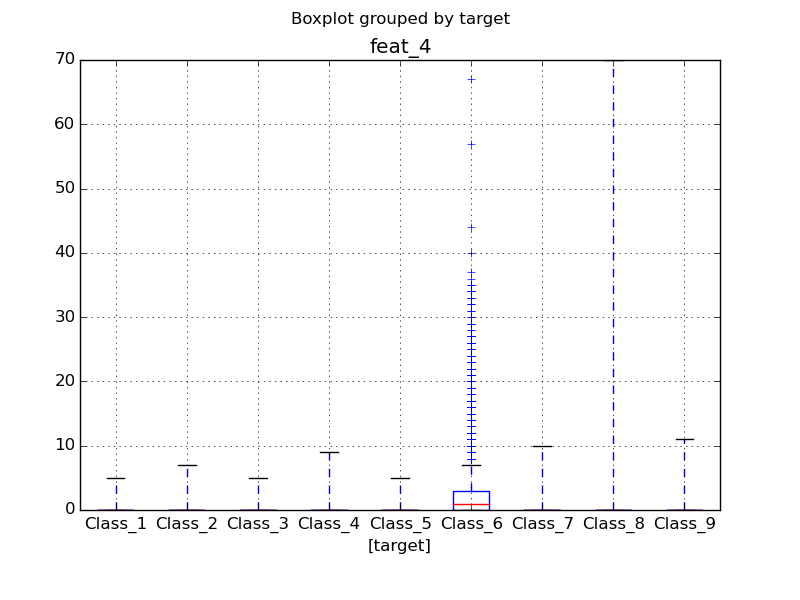 Boxplot grouped by target
feat_4
70
60
50
40
30
20
10
0
Class_1 Class_2 Class_3 Class_4 Class_5 Class_6 Class_7 Class_8 Class_9
[target]